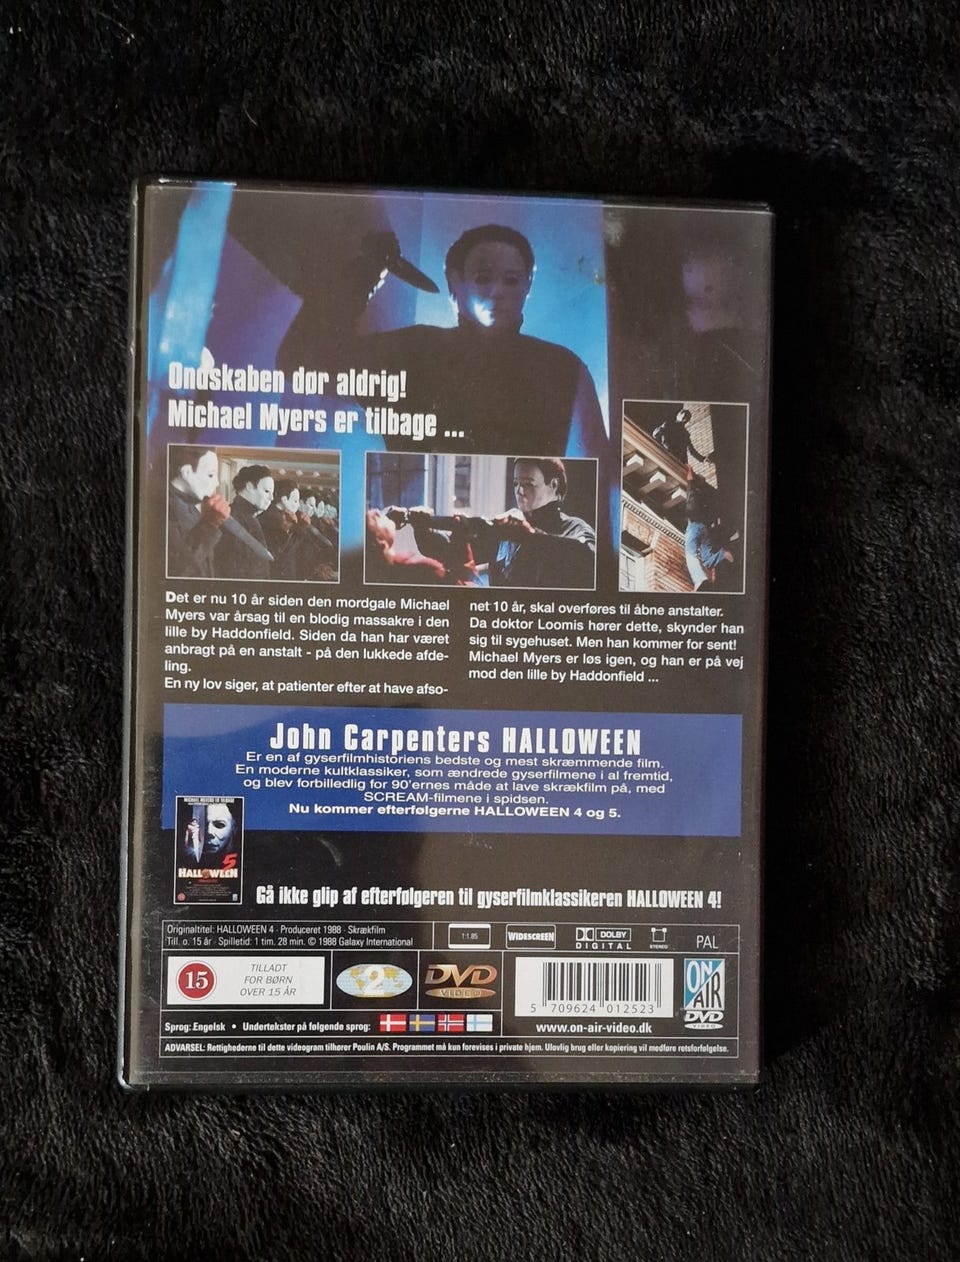 Ondskaben dør aldrig!
Michael Myers er tilbage ...
Det er nu 10 år siden den mordgale Michael
Myers var årsag til en blodig massakre i den
lille by Haddonfield. Siden da han har været
anbragt på en anstalt - på den lukkede afde-
ling.
En ny lov siger, at patienter efter at have afso-
net 10 år, skal overføres til åbne anstalter.
Da doktor Loomis hører dette, skynder han
sig til sygehuset. Men han kommer for sent!
Michael Myers er løs igen, og han er på vej
mod den lille by Haddonfield ...
John Carpenters HALLOWEEN
Er en af gyserfilmhistoriens bedste og mest skræmmende film.
En moderne kultklassiker, som ændrede gyserfilmene i al fremtid,
og blev forbilledlig for 90'ernes måde at lave skrækfilm på, med
SCREAM-filmene i spidsen.
Nu kommer efterfølgerne HALLOWEEN 4 og 5.
MICHAEL MYERS ER TILBAGE
5
HALLOWEEN
Gå ikke glip af efterfølgeren til gyserfilmklassikeren HALLOWEEN 4!
Originaltitel: HALLOWEEN 4 · Produceret 1988 · Skrækfilm
Till. o. 15 år · Spilletid: 1 tim. 28 min. © 1988 Galaxy International
1:1.85
WIDESCREEN
DOLBY
DIGITAL
STEREO
PAL
15
TILLADT
FOR BØRN
OVER 15 ÅR
2
DVD
VIDEO
5 709624 012523
www.on-air-video.dk
ON
AIR
DVD
VIDEO
Sprog: Engelsk • Undertekster på følgende sprog:
ADVARSEL: Rettighederne til dette videogram tilhører Poulin A/S. Programmet må kun forevises i private hjem. Ulovlig brug eller kopiering vil medføre retsforfølgelse.